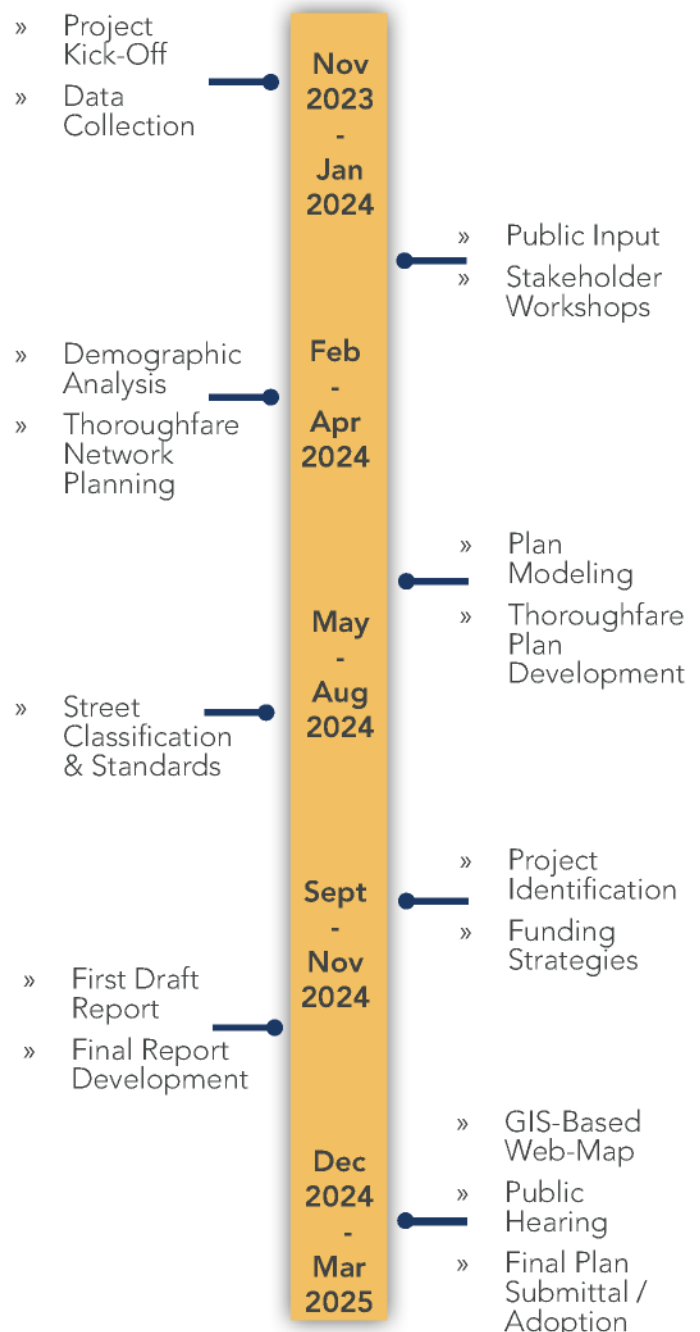 » Project
Kick-Off
» Data
Collection
Nov
2023
-
Jan
2024
» Public Input
» Stakeholder
Workshops
» Demographic
Analysis
» Thoroughfare
Network
Planning
Feb
-
Apr
2024
» Plan
Modeling
» Thoroughfare
Plan
Development
May
-
Aug
2024
» Street
Classification
& Standards
» Project
Identification
» Funding
Strategies
Sept
-
Nov
2024
» First Draft
Report
» Final Report
Development
» GIS-Based
Web-Map
» Public
Hearing
» Final Plan
Submittal /
Adoption
Dec
2024
-
Mar
2025